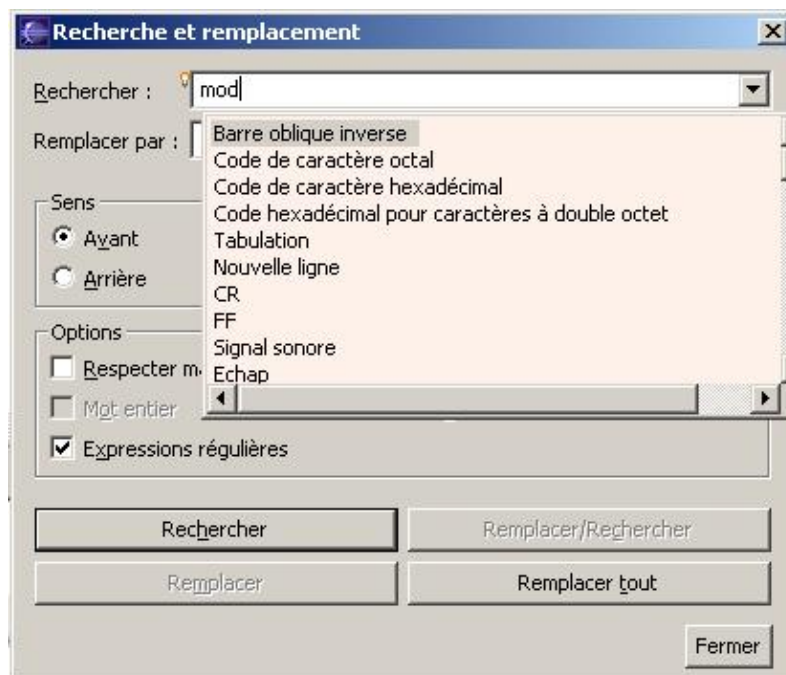 Recherche et remplacement
Rechercher :
mod
Remplacer par :
Barre oblique inverse
Code de caractère octal
Code de caractère hexadécimal
Code hexadécimal pour caractères à double octet
Tabulation
Nouvelle ligne
CR
FF
Signal sonore
Echap
Sens
Avant
Arrière
Options
Respecter
Mot entier
Expressions régulières
Rechercher
Remplacer/Rechercher
Remplacer
Remplacer tout
Fermer